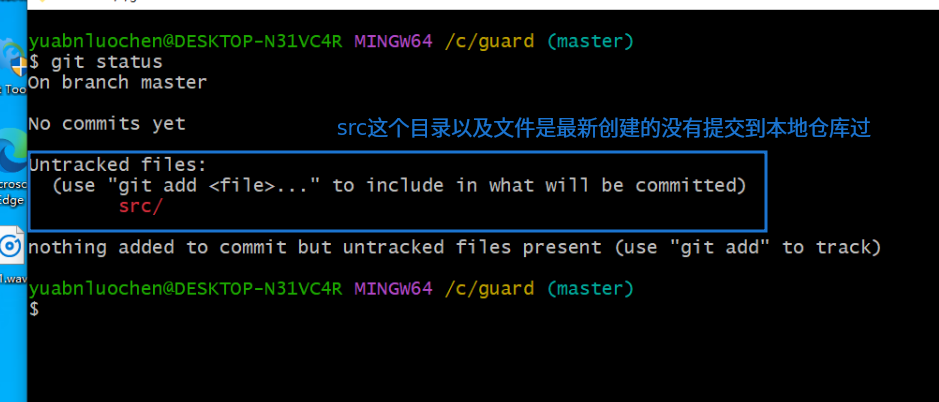 yuabnluochen@DESKTOP-N31VC4R MINGW64 /c/guard (master)
$ git status
On branch master
No commits yet
src这个目录以及文件是最新创建的没有提交到本地仓库过
Untracked files:
(use "git add <file>..." to include in what will be committed)
src/
nothing added to commit but untracked files present (use "git add" to track)
yuabnluochen@DESKTOP-N31VC4R MINGW64 /c/guard (master)
$
Too
Edge
1.wav